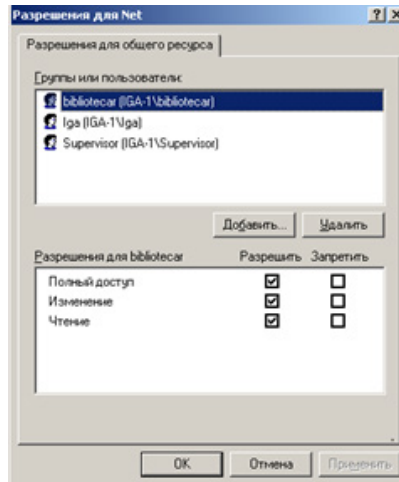 Разрешения для Net
Разрешения для общего ресурса
Группы или пользователи:
bibliotecar (IGA-1\bibliotecar)
Iga (IGA-1\Iga)
Supervisor (IGA-1\Supervisor)
Добавить... Удалить
Разрешения для bibliotecar Разрешить Запретить
Полный доступ
Изменение
Чтение
OK Отмена Применить